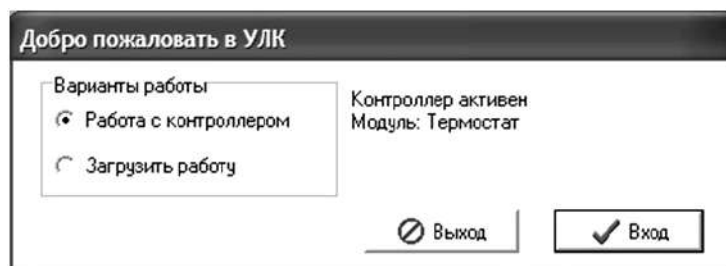 Добро пожаловать в УЛК
Варианты работы
Работа с контроллером
Загрузить работу
Контроллер активен
Модуль: Термостат
Выход
Вход